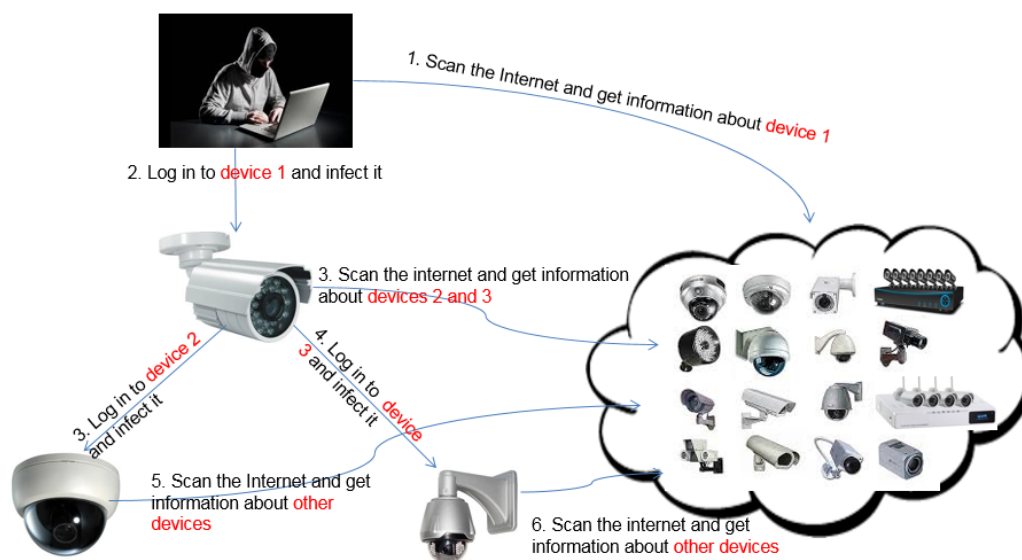 1. Scan the Internet and get information about device 1
2. Log in to device 1 and infect it
3. Scan the internet and get information
about devices 2 and 3
3. Log in to device 2
and infect it
4. Log in to device
3 and infect it
5. Scan the Internet and get
information about other
devices
6. Scan the internet and get
information about other devices